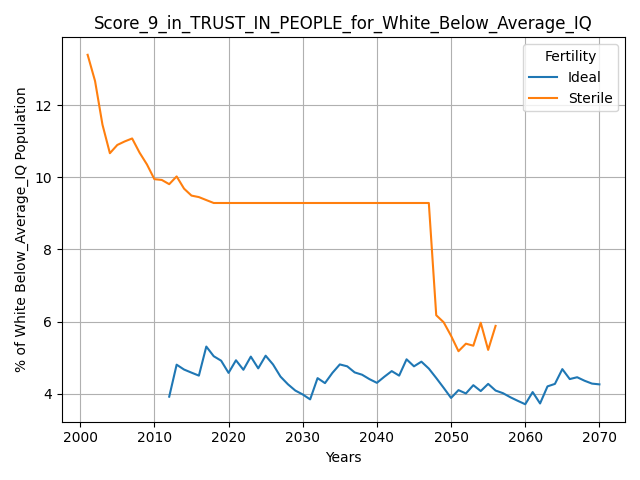 Score_9_in_TRUST_IN_PEOPLE_for_White_Below_Average_IQ
Fertility
Ideal
Sterile
% of White Below_Average_IQ Population
12
10
8
6
4
2000 2010 2020 2030 2040 2050 2060 2070
Years